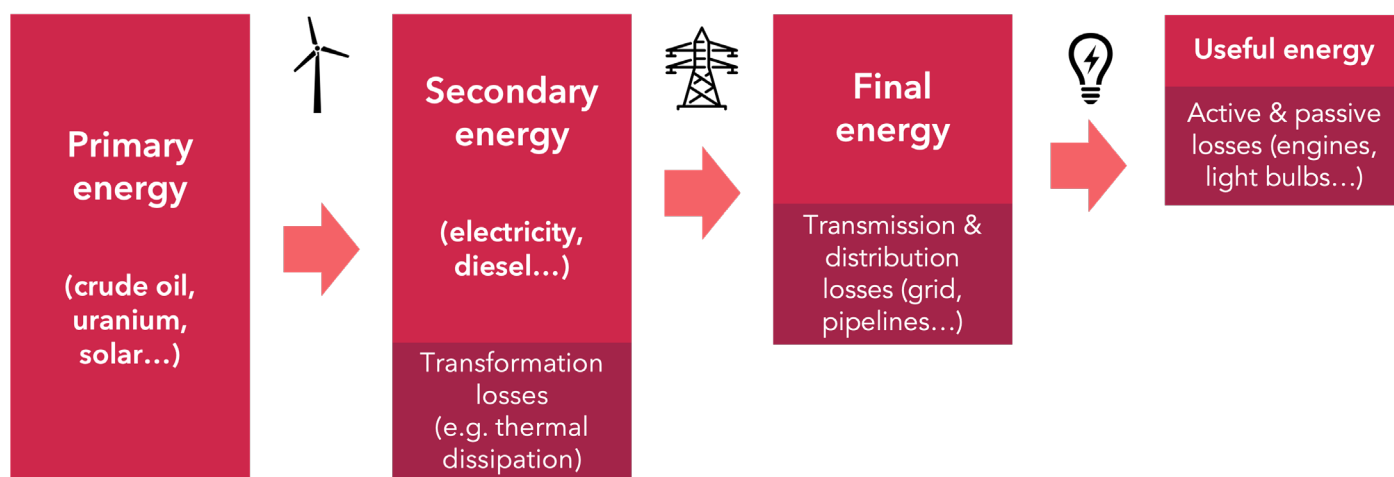 Primary
energy
(crude oil,
uranium,
solar…)
Secondary
energy
(electricity,
diesel…)
Transformation
losses
(e.g. thermal
dissipation)
Final
energy
Transmission &
distribution
losses (grid,
pipelines…)
Useful energy
Active & passive
losses (engines,
light bulbs…)